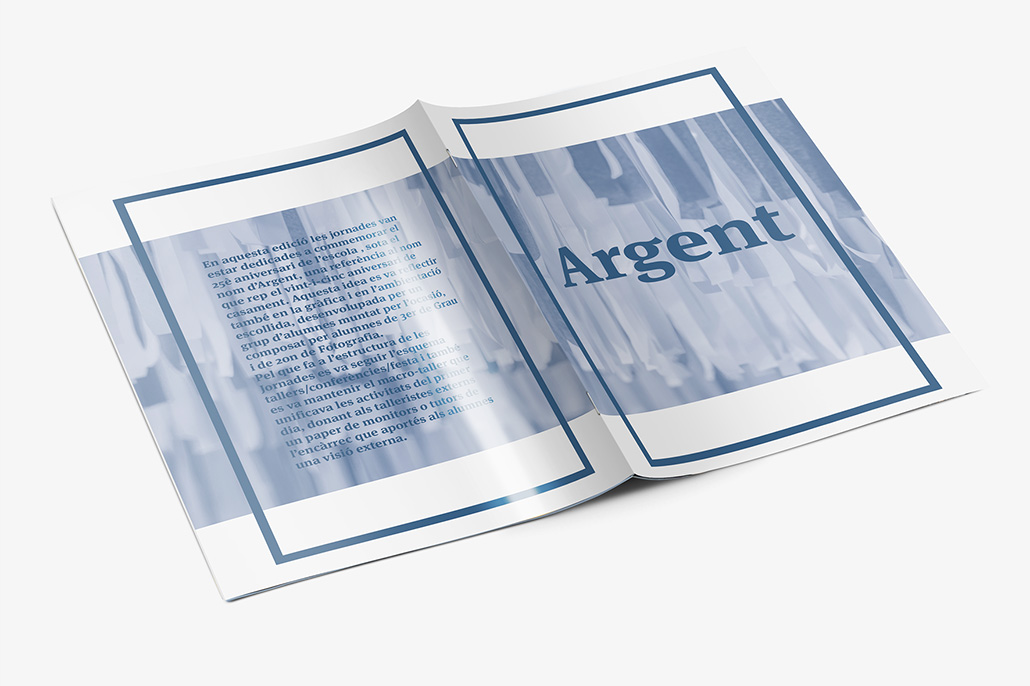 En aquesta edició les jornades van
estar dedicades a commemorar el
25è aniversari de l'escola , sota el
nom d'Argent, una referència al nom
que rep el vint-i-cinc aniversari de
casament. Aquesta idea es va reflectir
també en la gràfica i en l'ambientació
escollida, desenvolupada per un
grup d'alumnes muntat per l'ocasió,
composat per alumnes de 3er de Grau
i de 2on de Fotografia.
Pel que fa a l'estructura de les
jornades es va seguir l'esquema
tallers/conferències/festa i també
es va mantenir el macro-taller que
unificava les activitats del primer
dia, donant als talleristes externs
un paper de monitors o tutors de
l'encàrrec que aportés als alumnes
una visió externa.
Argent